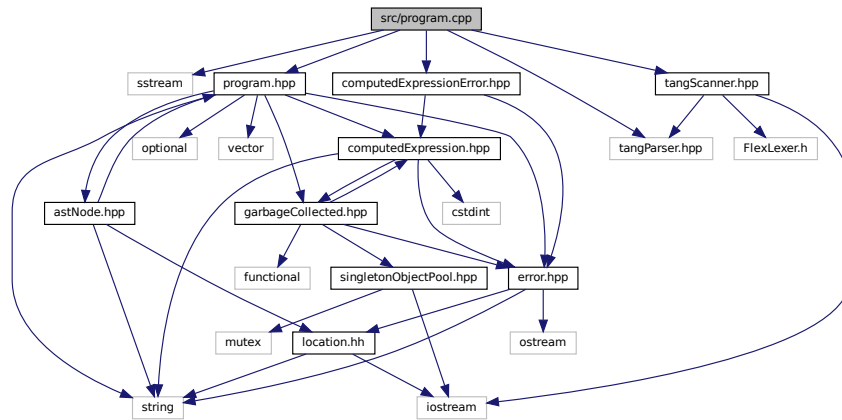 src/program.cpp
sstream
program.hpp
computedExpressionError.hpp
tangScanner.hpp
optional
vector
computedExpression.hpp
tangParser.hpp
FlexLexer.h
astNode.hpp
garbageCollected.hpp
cstdint
functional
singletonObjectPool.hpp
error.hpp
mutex
location.hh
ostream
string
iostream